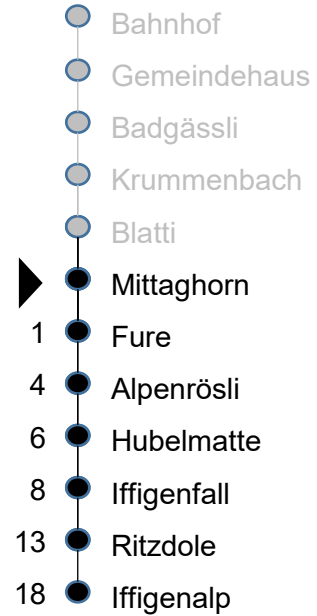 Bahnhof
Gemeindehaus
Badgässli
Krummenbach
Blatti
Mittaghorn
1 Fure
4 Alpenrösli
6 Hubelmatte
8 Iffigenfall
13 Ritzdole
18 Iffigenalp